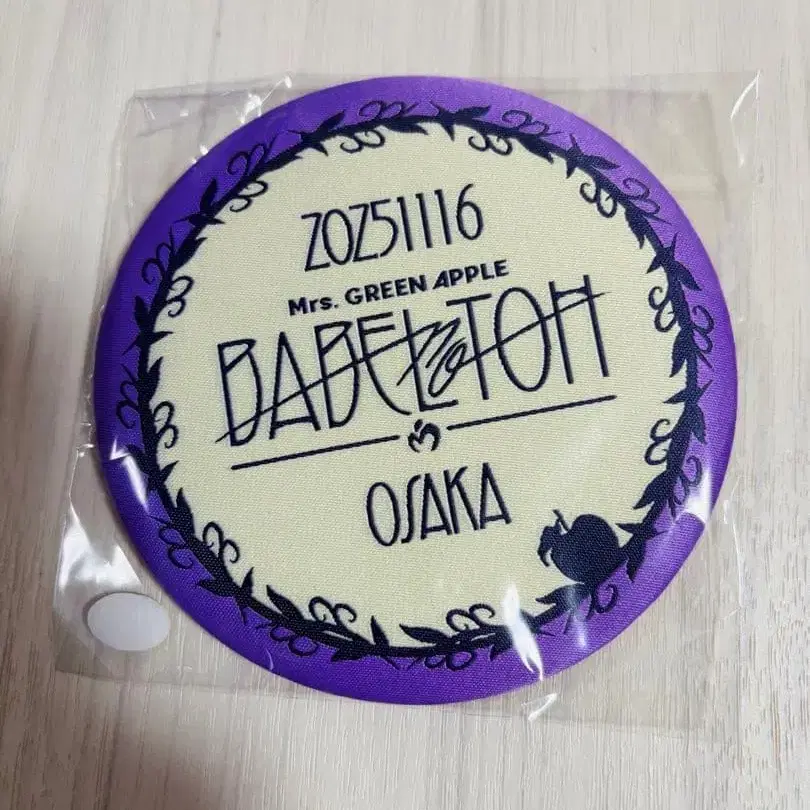 20251116
Mrs. GREEN APPLE
BABEL no TOH
OSAKA